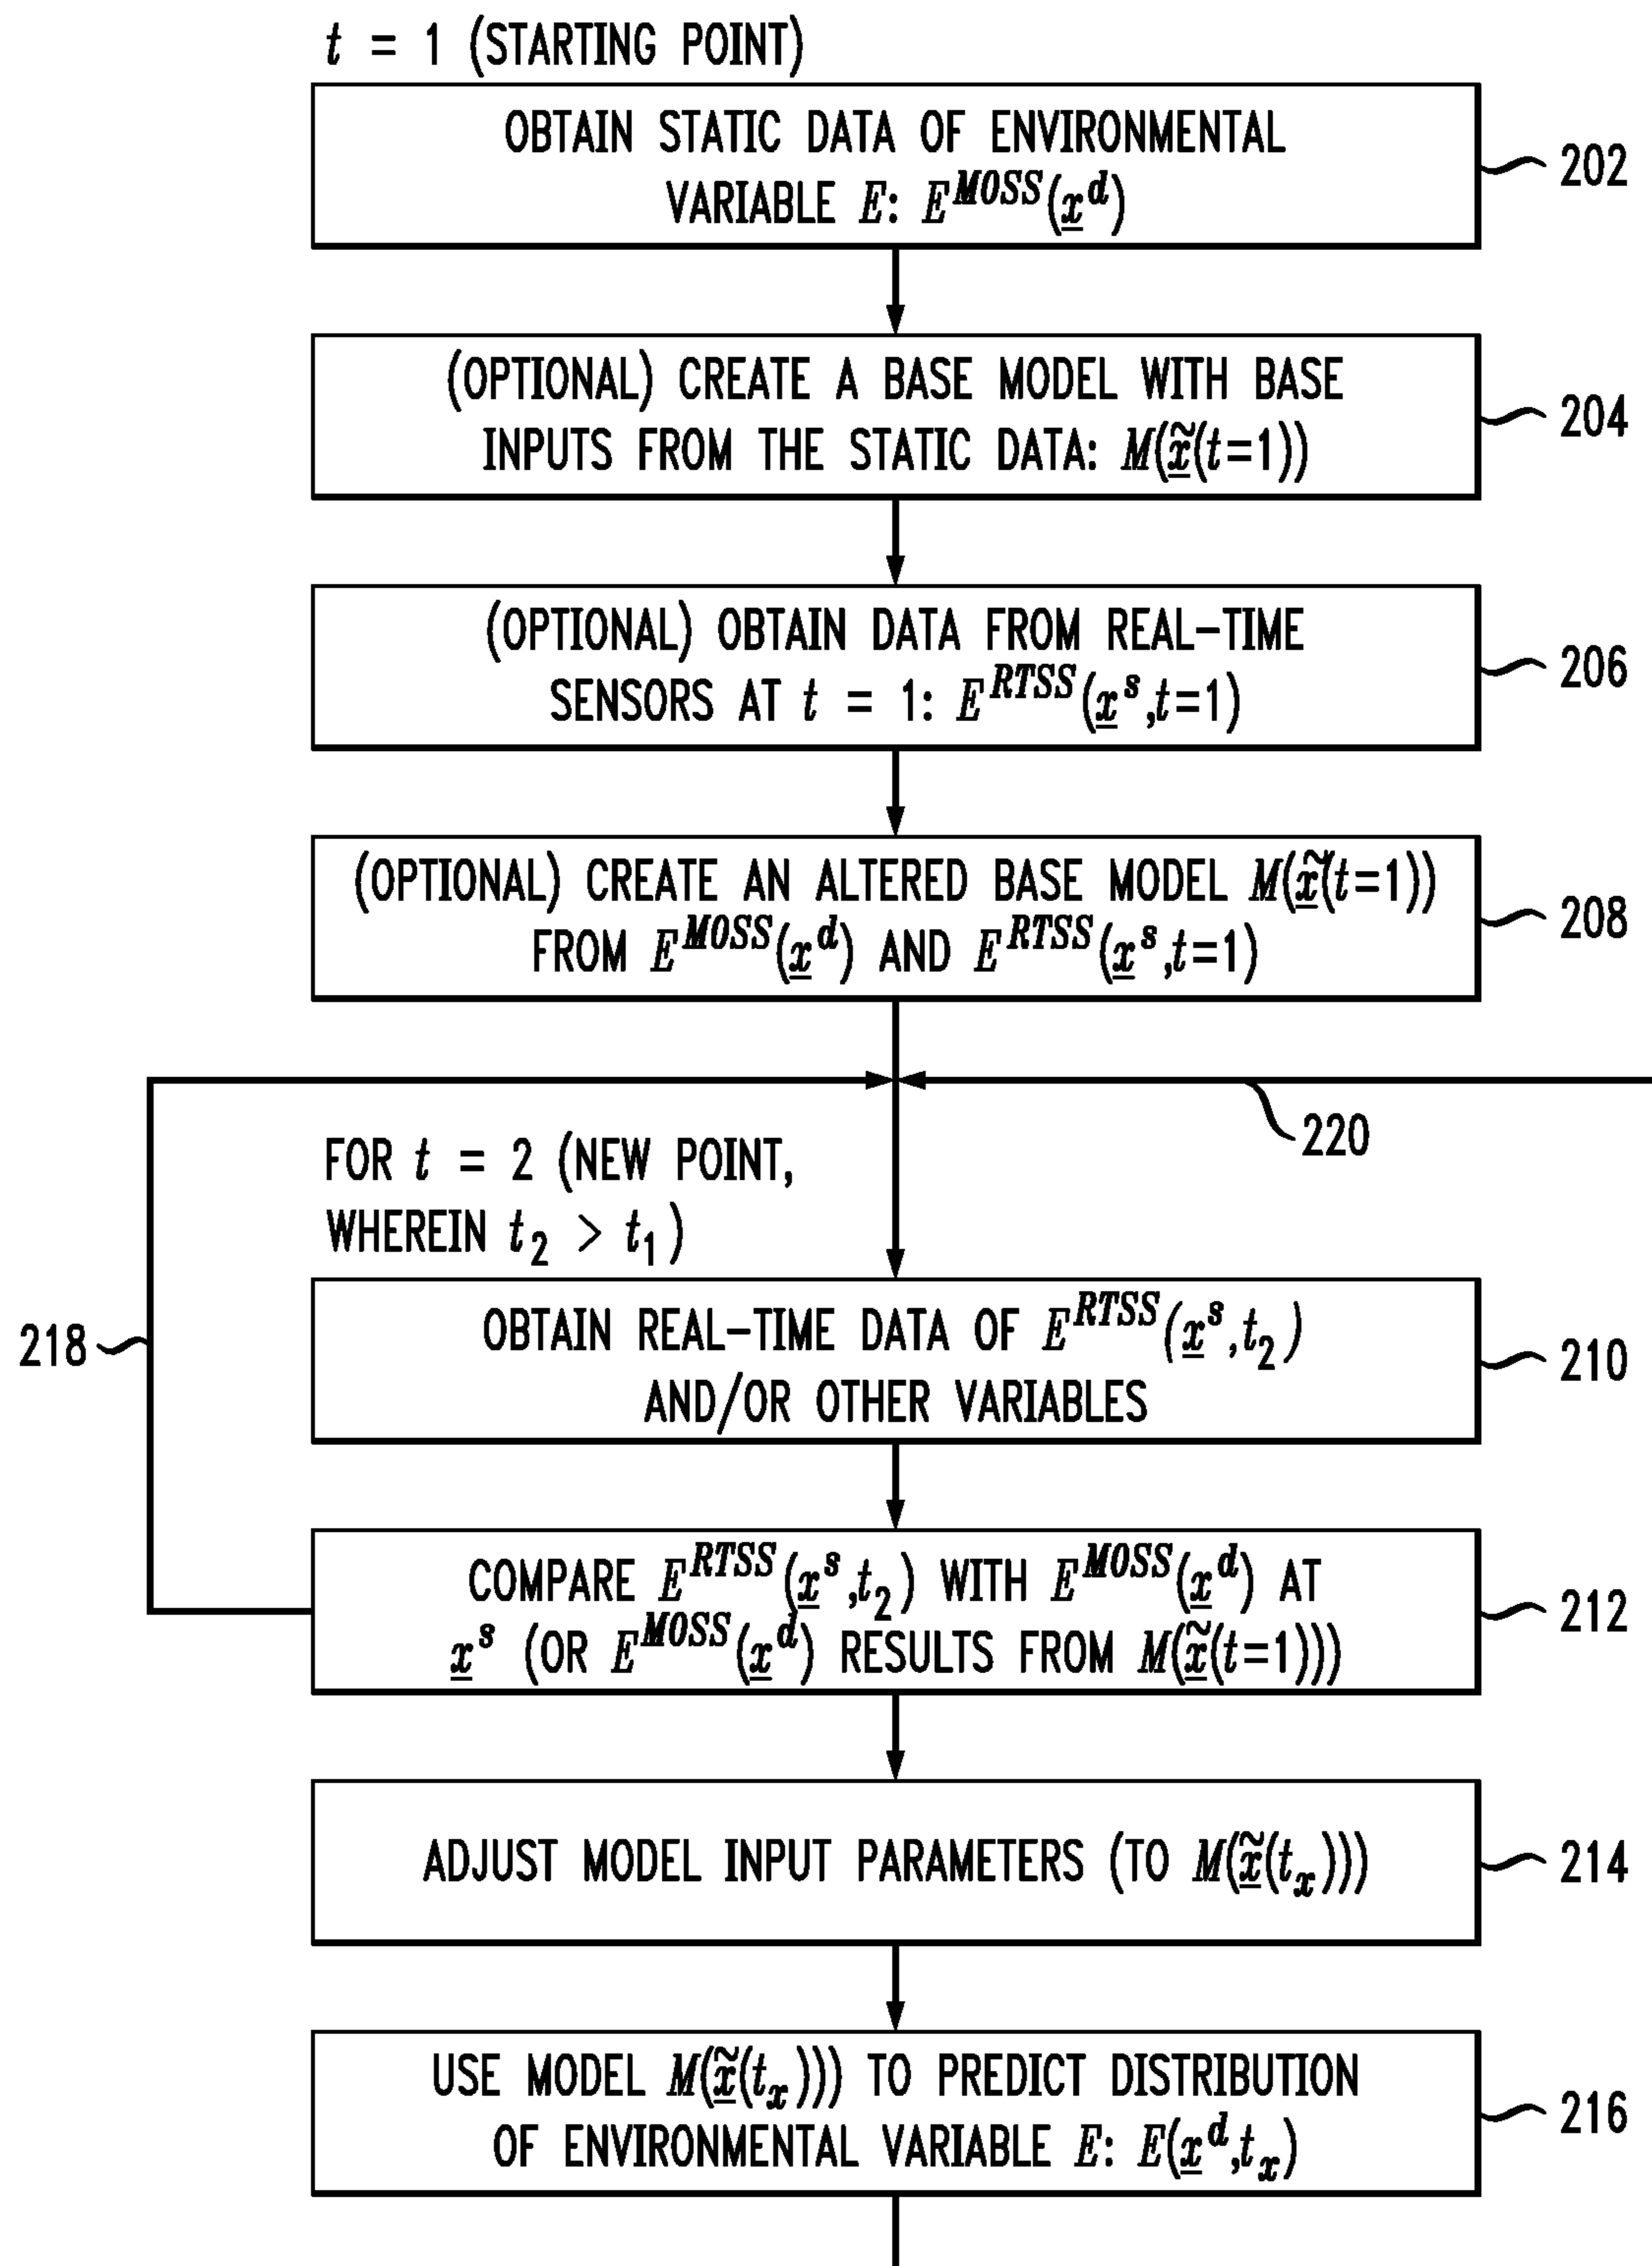 t = 1 (STARTING POINT)
OBTAIN STATIC DATA OF ENVIRONMENTAL
VARIABLE E: E^MOSS(x̲^d)
202
(OPTIONAL) CREATE A BASE MODEL WITH BASE
INPUTS FROM THE STATIC DATA: M(x̲̃(t=1))
204
(OPTIONAL) OBTAIN DATA FROM REAL-TIME
SENSORS AT t = 1: E^RTSS(x̲^s,t=1)
206
(OPTIONAL) CREATE AN ALTERED BASE MODEL M(x̲̃(t=1))
FROM E^MOSS(x̲^d) AND E^RTSS(x̲^s,t=1)
208
220
FOR t = 2 (NEW POINT,
WHEREIN t₂ > t₁)
218
OBTAIN REAL-TIME DATA OF E^RTSS(x̲^s,t₂)
AND/OR OTHER VARIABLES
210
COMPARE E^RTSS(x̲^s,t₂) WITH E^MOSS(x̲^d) AT
x̲^s (OR E^MOSS(x̲^d) RESULTS FROM M(x̲̃(t=1)))
212
ADJUST MODEL INPUT PARAMETERS (TO M(x̲̃(tₓ)))
214
USE MODEL M(x̲̃(tₓ))) TO PREDICT DISTRIBUTION
OF ENVIRONMENTAL VARIABLE E: E(x̲^d,tₓ)
216